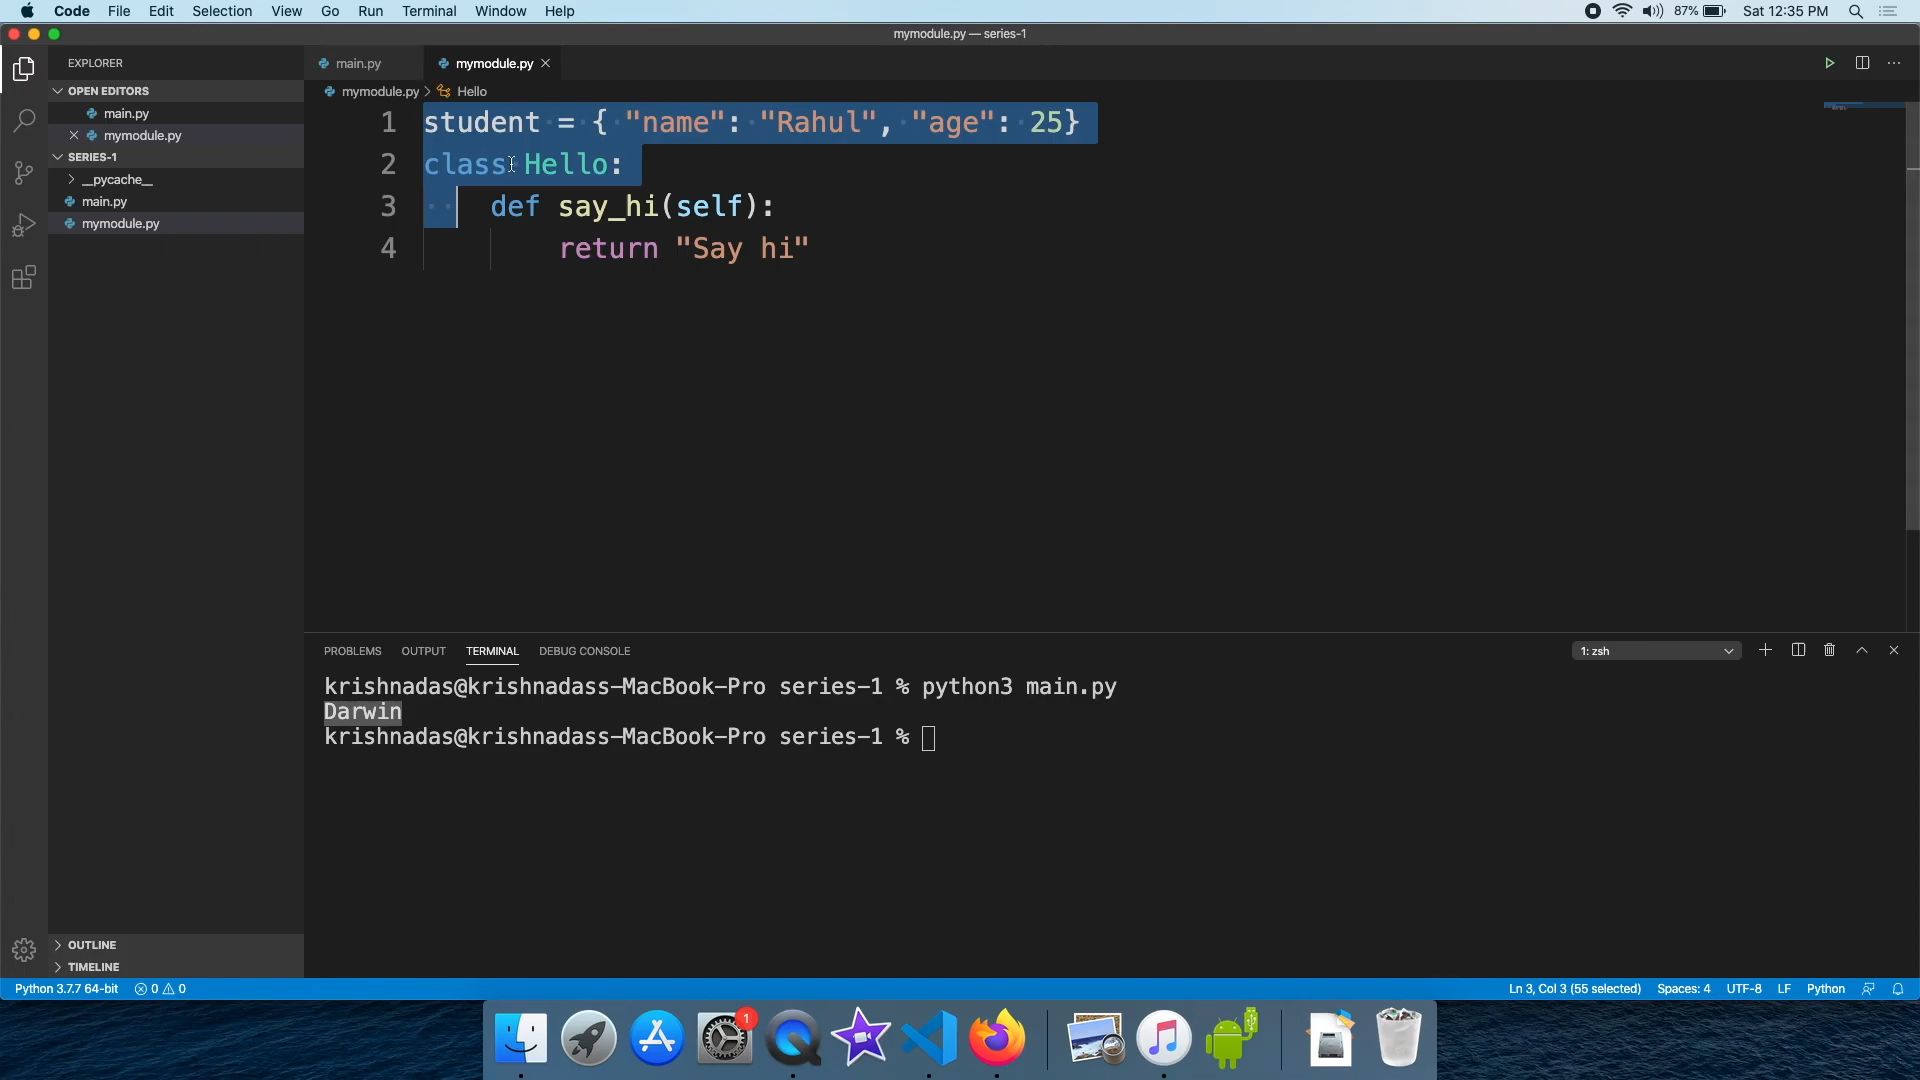 Code File Edit Selection View Go Run Terminal Window Help 87% Sat 12:35 PM
mymodule.py — series-1
EXPLORER
main.py mymodule.py
OPEN EDITORS
mymodule.py > Hello
main.py
mymodule.py
SERIES-1
__pycache__
main.py
mymodule.py
1 student = { "name": "Rahul", "age": 25}
2 class Hello:
3 def say_hi(self):
4 return "Say hi"
PROBLEMS OUTPUT TERMINAL DEBUG CONSOLE 1: zsh
krishnadas@krishnadass-MacBook-Pro series-1 % python3 main.py
Darwin
krishnadas@krishnadass-MacBook-Pro series-1 %
OUTLINE
TIMELINE
Python 3.7.7 64-bit 0 0 Ln 3, Col 3 (55 selected) Spaces: 4 UTF-8 LF Python
1